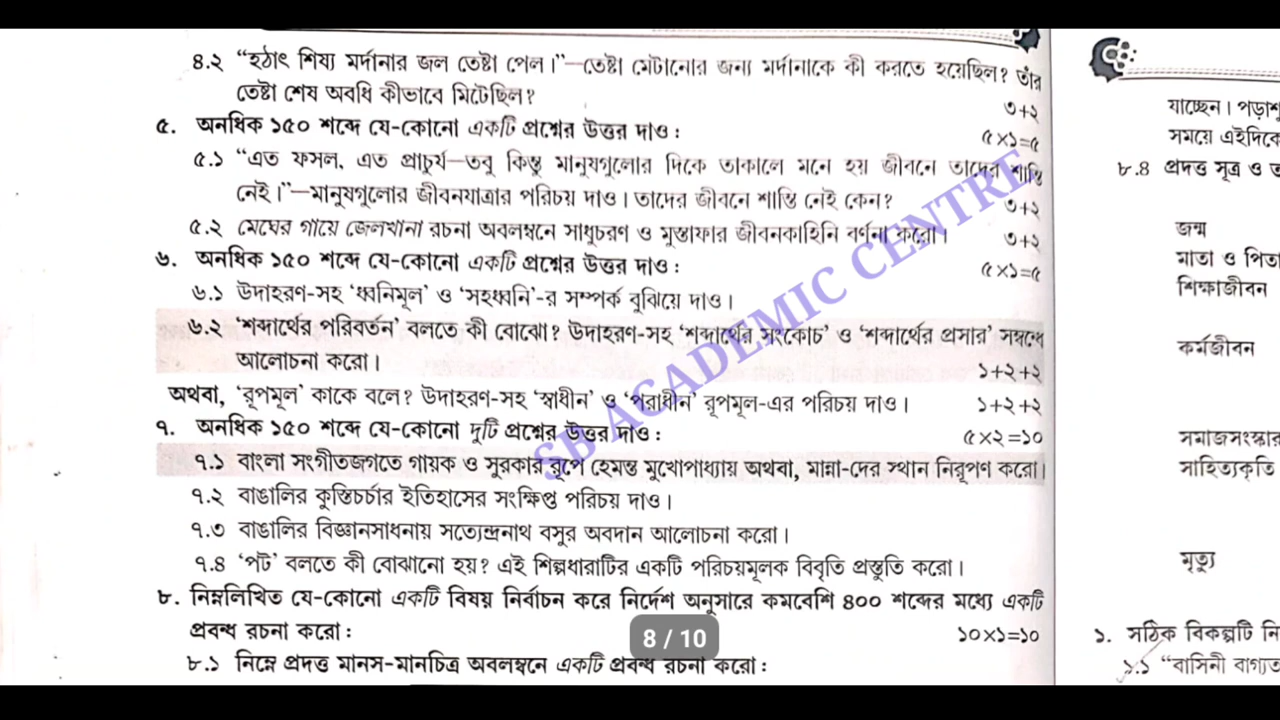 ৪.২ “হঠাৎ শিষ্য মর্দানার জল তেষ্টা পেল।”—তেষ্টা মেটানোর জন্য মর্দানাকে কী করতে হয়েছিল? তাঁর
তেষ্টা শেষ অবধি কীভাবে মিটেছিল? ৩+২
৫. অনধিক ১৫০ শব্দে যে-কোনো একটি প্রশ্নের উত্তর দাও : ৫×১=৫
৫.১ “এত ফসল, এত প্রাচুর্য—তবু কিন্তু মানুষগুলোর দিকে তাকালে মনে হয় জীবনে তাদের শান্তি
নেই।”—মানুষগুলোর জীবনযাত্রার পরিচয় দাও। তাদের জীবনে শান্তি নেই কেন? ৩+২
৫.২ মেঘের গায়ে জেলখানা রচনা অবলম্বনে সাধুচরণ ও মুস্তাফার জীবনকাহিনি বর্ণনা করো। ৩+২
৬. অনধিক ১৫০ শব্দে যে-কোনো একটি প্রশ্নের উত্তর দাও : ৫×১=৫
৬.১ উদাহরণ-সহ ‘ধ্বনিমূল’ ও ‘সহধ্বনি’-র সম্পর্ক বুঝিয়ে দাও।
৬.২ ‘শব্দার্থের পরিবর্তন’ বলতে কী বোঝো? উদাহরণ-সহ ‘শব্দার্থের সংকোচ’ ও ‘শব্দার্থের প্রসার’ সম্বন্ধে
আলোচনা করো। ১+২+২
অথবা, ‘রূপমূল’ কাকে বলে? উদাহরণ-সহ ‘স্বাধীন’ ও ‘পরাধীন’ রূপমূল-এর পরিচয় দাও। ১+২+২
৭. অনধিক ১৫০ শব্দে যে-কোনো দুটি প্রশ্নের উত্তর দাও : ৫×২=১০
৭.১ বাংলা সংগীতজগতে গায়ক ও সুরকার রূপে হেমন্ত মুখোপাধ্যায় অথবা, মান্না-দের স্থান নিরূপণ করো।
৭.২ বাঙালির কুস্তিচর্চার ইতিহাসের সংক্ষিপ্ত পরিচয় দাও।
৭.৩ বাঙালির বিজ্ঞানসাধনায় সত্যেন্দ্রনাথ বসুর অবদান আলোচনা করো।
৭.৪ ‘পট’ বলতে কী বোঝানো হয়? এই শিল্পধারাটির একটি পরিচয়মূলক বিবৃতি প্রস্তুতি করো।
৮. নিম্নলিখিত যে-কোনো একটি বিষয় নির্বাচন করে নির্দেশ অনুসারে কমবেশি ৪০০ শব্দের মধ্যে একটি
প্রবন্ধ রচনা করো : ১০×১=১০
৮.১ নিম্নে প্রদত্ত মানস-মানচিত্র অবলম্বনে একটি প্রবন্ধ রচনা করো :
SB ACADEMIC CENTRE
8 / 10
যাচ্ছেন।
সময়ে এইদিকে
৮.৪ প্রদত্ত সূত্র ও
জন্ম
মাতা ও পিতা
শিক্ষাজীবন
কর্মজীবন
সমাজসংস্কার
সাহিত্যকৃতি
মৃত্যু
১. সঠিক বিকল্পটি
১.১ “বাসিনী